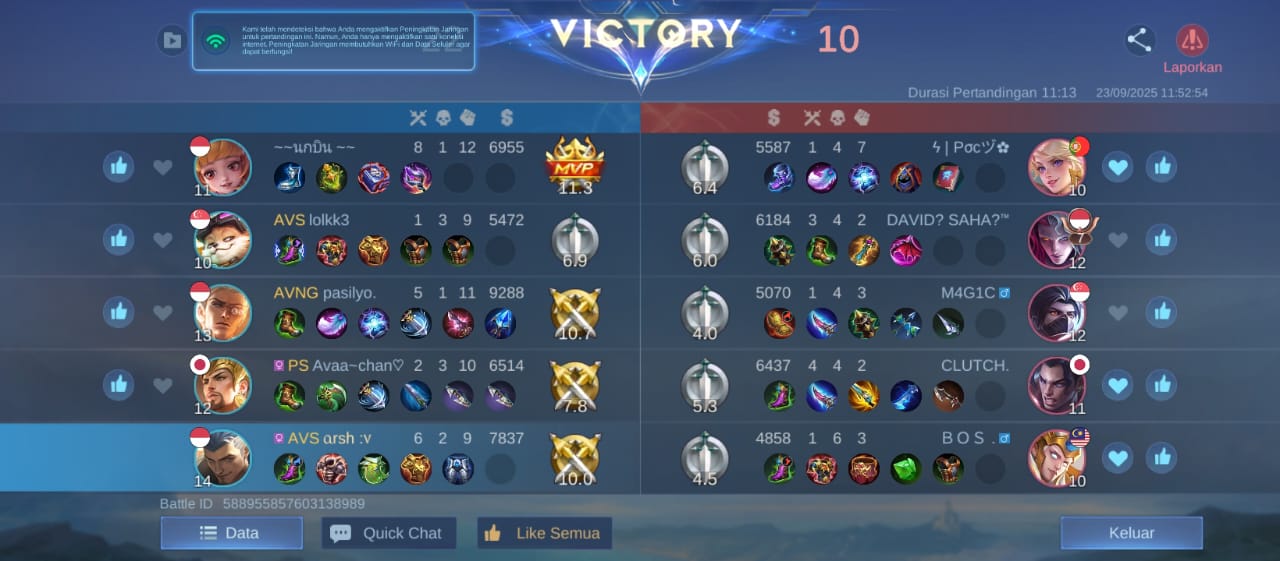 Kami telah mendeteksi bahwa Anda mengaktifkan Peningkatan Jaringan
untuk pertandingan ini. Namun, Anda hanya mengaktifkan satu koneksi
internet. Peningkatan Jaringan membutuhkan WiFi dan Data Seluler agar
dapat berfungsi!
VICTORY
10
Laporkan
Durasi Pertandingan 11:13 23/09/2025 11:52:54
~~นกบิน ~~ 8 1 12 6955
11 MVP 11.3
5587 1 4 7 ϟ | Pσcヅ✿
6.4 10
AVS lolkk3 1 3 9 5472
10 6.9
6184 3 4 2 DAVID? SAHA?™
6.0 12
AVNG pasilyo. 5 1 11 9288
13 10.7
5070 1 4 3 M4G1C♂
4.0 12
♀ PS Avaa~chan♡ 2 3 10 6514
12 7.8
6437 4 4 2 CLUTCH.
5.3 11
♀ AVS αrsh :v 6 2 9 7837
14 10.0
4858 1 6 3 B O S .♂
4.5 10
Battle ID 588955857603138989
Data
Quick Chat
Like Semua
Keluar